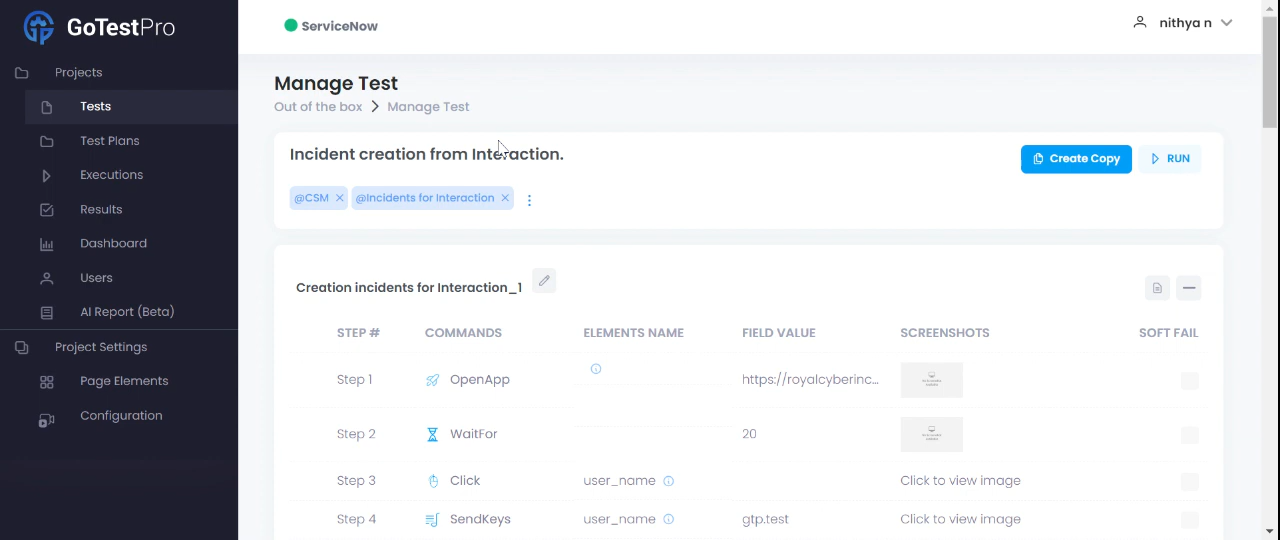 GoTestPro
ServiceNow
nithya n
Projects
Tests
Test Plans
Executions
Results
Dashboard
Users
AI Report (Beta)
Project Settings
Page Elements
Configuration
Manage Test
Out of the box > Manage Test
Incident creation from Interaction.
Create Copy
RUN
@CSM × @Incidents for Interaction ×
Creation incidents for Interaction_1
STEP # COMMANDS ELEMENTS NAME FIELD VALUE SCREENSHOTS SOFT FAIL
Step 1 OpenApp https://royalcyberinc...
Step 2 WaitFor 20
Step 3 Click user_name Click to view image
Step 4 SendKeys user_name gtp.test Click to view image